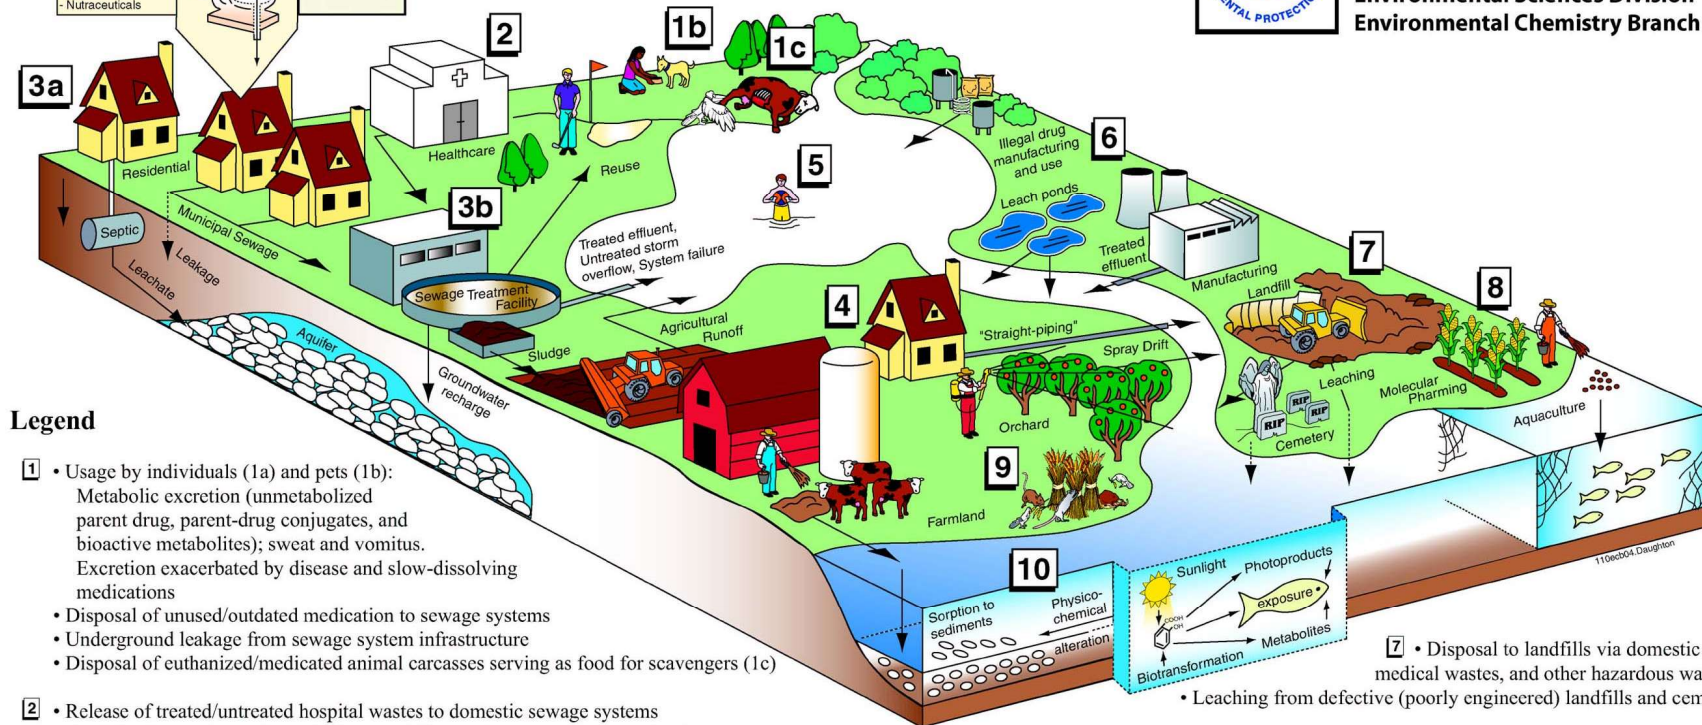 - Nutraceuticals
ENTAL PROTECTIO
Environmental Sciences Division
Environmental Chemistry Branch
1b
2
1c
3a
6
Illegal drug
manufacturing
and use
Healthcare
Residential
Reuse
5
Leach ponds
3b
Municipal Sewage
Septic
Treated effluent,
Untreated storm
overflow, System failure
Treated
effluent
7
Leakage
Leachate
Manufacturing
Landfill
8
Sewage Treatment
Facility
4
Agricultural
Runoff
"Straight-piping"
Aquifer
Sludge
Spray Drift
Groundwater
recharge
Leaching
Molecular
Pharming
Aquaculture
RIP
RIP
RIP
Orchard
Cemetery
9
Farmland
110ecb04.Daughton
10
Sunlight
Photoproducts
Sorption to
sediments
Physico-
chemical
alteration
exposure
COOH
OH
Metabolites
Biotransformation
Legend
1 • Usage by individuals (1a) and pets (1b):
Metabolic excretion (unmetabolized
parent drug, parent-drug conjugates, and
bioactive metabolites); sweat and vomitus.
Excretion exacerbated by disease and slow-dissolving
medications
• Disposal of unused/outdated medication to sewage systems
• Underground leakage from sewage system infrastructure
• Disposal of euthanized/medicated animal carcasses serving as food for scavengers (1c)
2 • Release of treated/untreated hospital wastes to domestic sewage systems
7 • Disposal to landfills via domestic
medical wastes, and other hazardous wa
• Leaching from defective (poorly engineered) landfills and cem